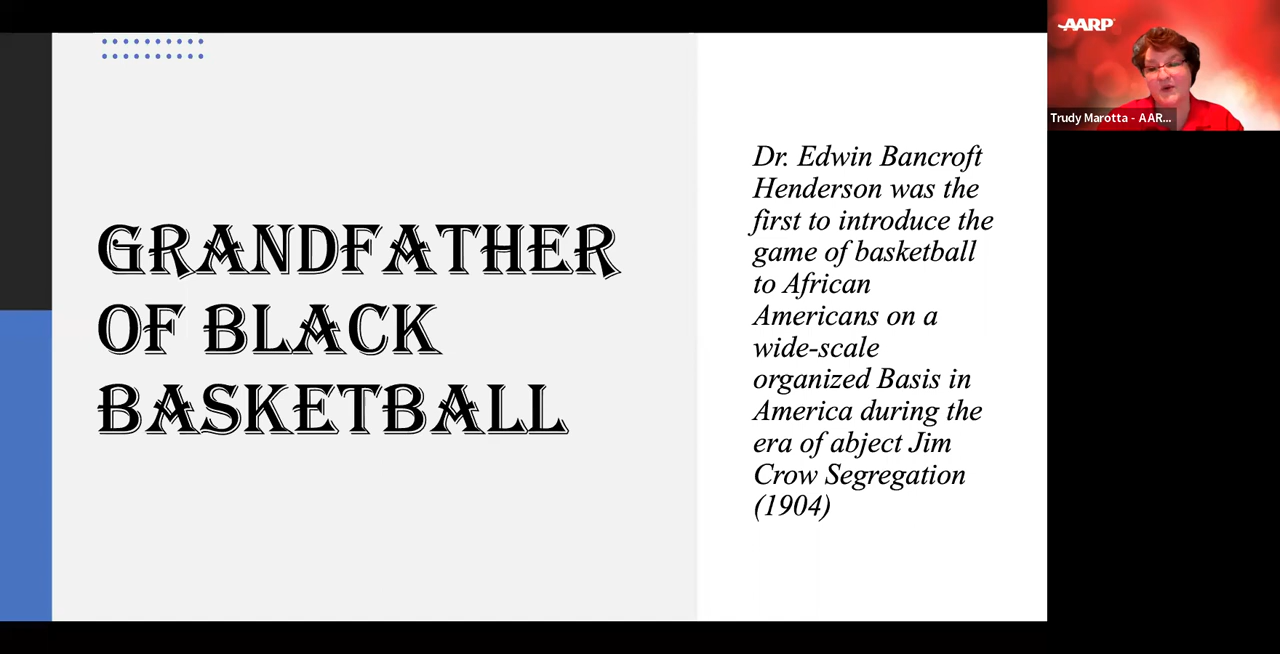 GRANDFATHER
OF BLACK
BASKETBALL
Dr. Edwin Bancroft
Henderson was the
first to introduce the
game of basketball
to African
Americans on a
wide-scale
organized Basis in
America during the
era of abject Jim
Crow Segregation
(1904)
AARP
Trudy Marotta - AAR...